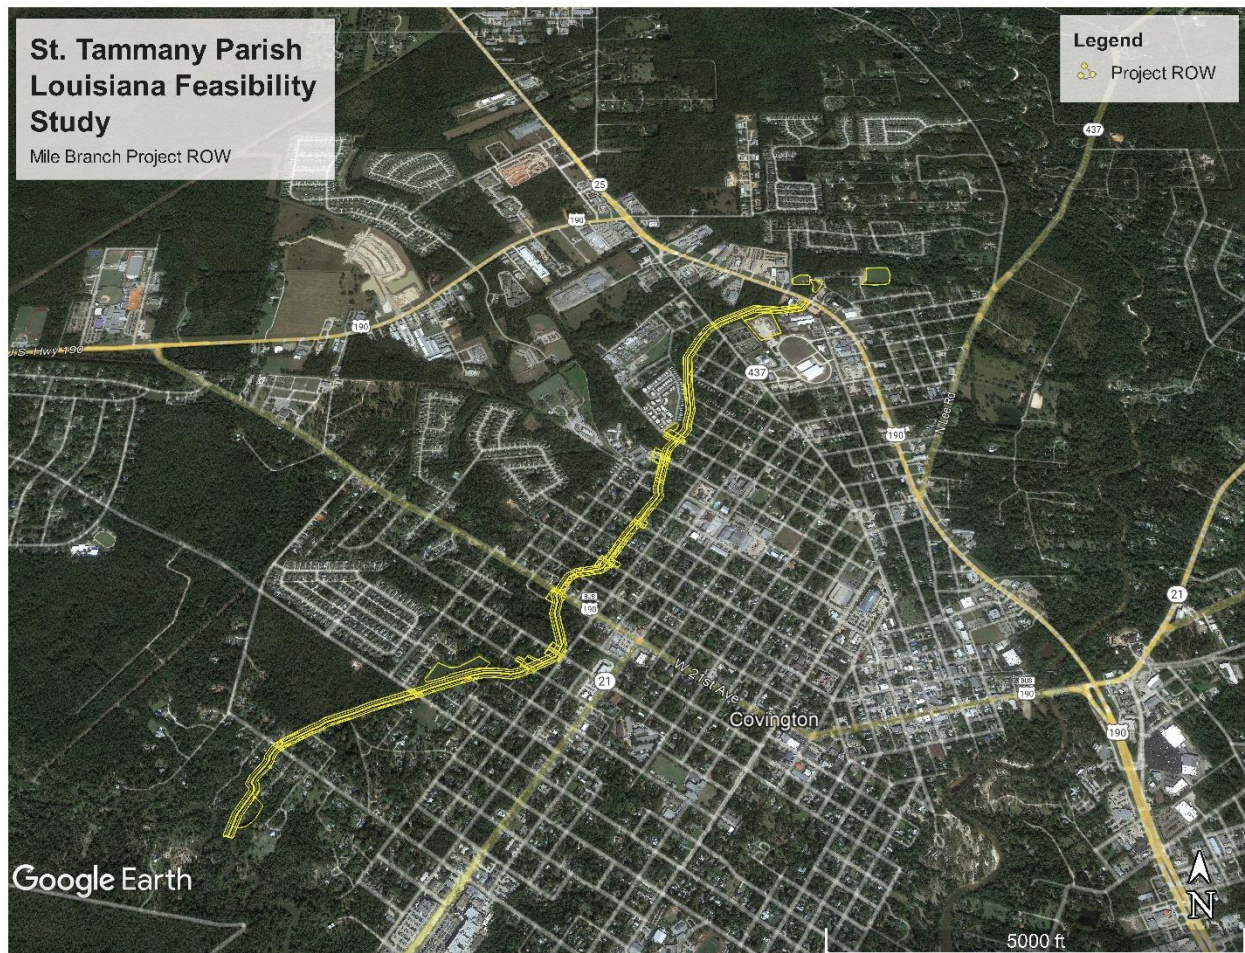 St. Tammany Parish
Louisiana Feasibility
Study
Mile Branch Project ROW
Legend
Project ROW
437
25
190
190
U.S. Hwy 190
437
N Lee Rd
190
21
BUS
190
21
W 21st Ave
BUS
190
Covington
190
Google Earth
N
5000 ft